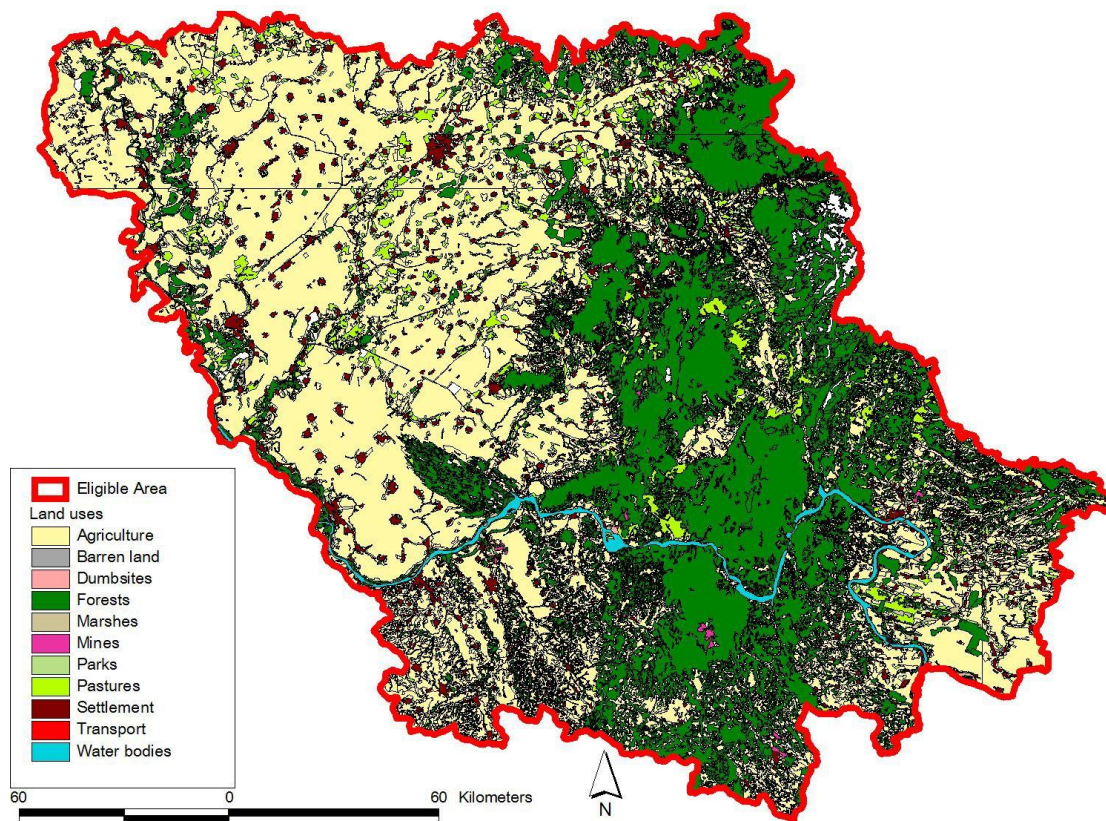 Eligible Area
Land uses
Agriculture
Barren land
Dumbsites
Forests
Marshes
Mines
Parks
Pastures
Settlement
Transport
Water bodies
60 0 60 Kilometers
N